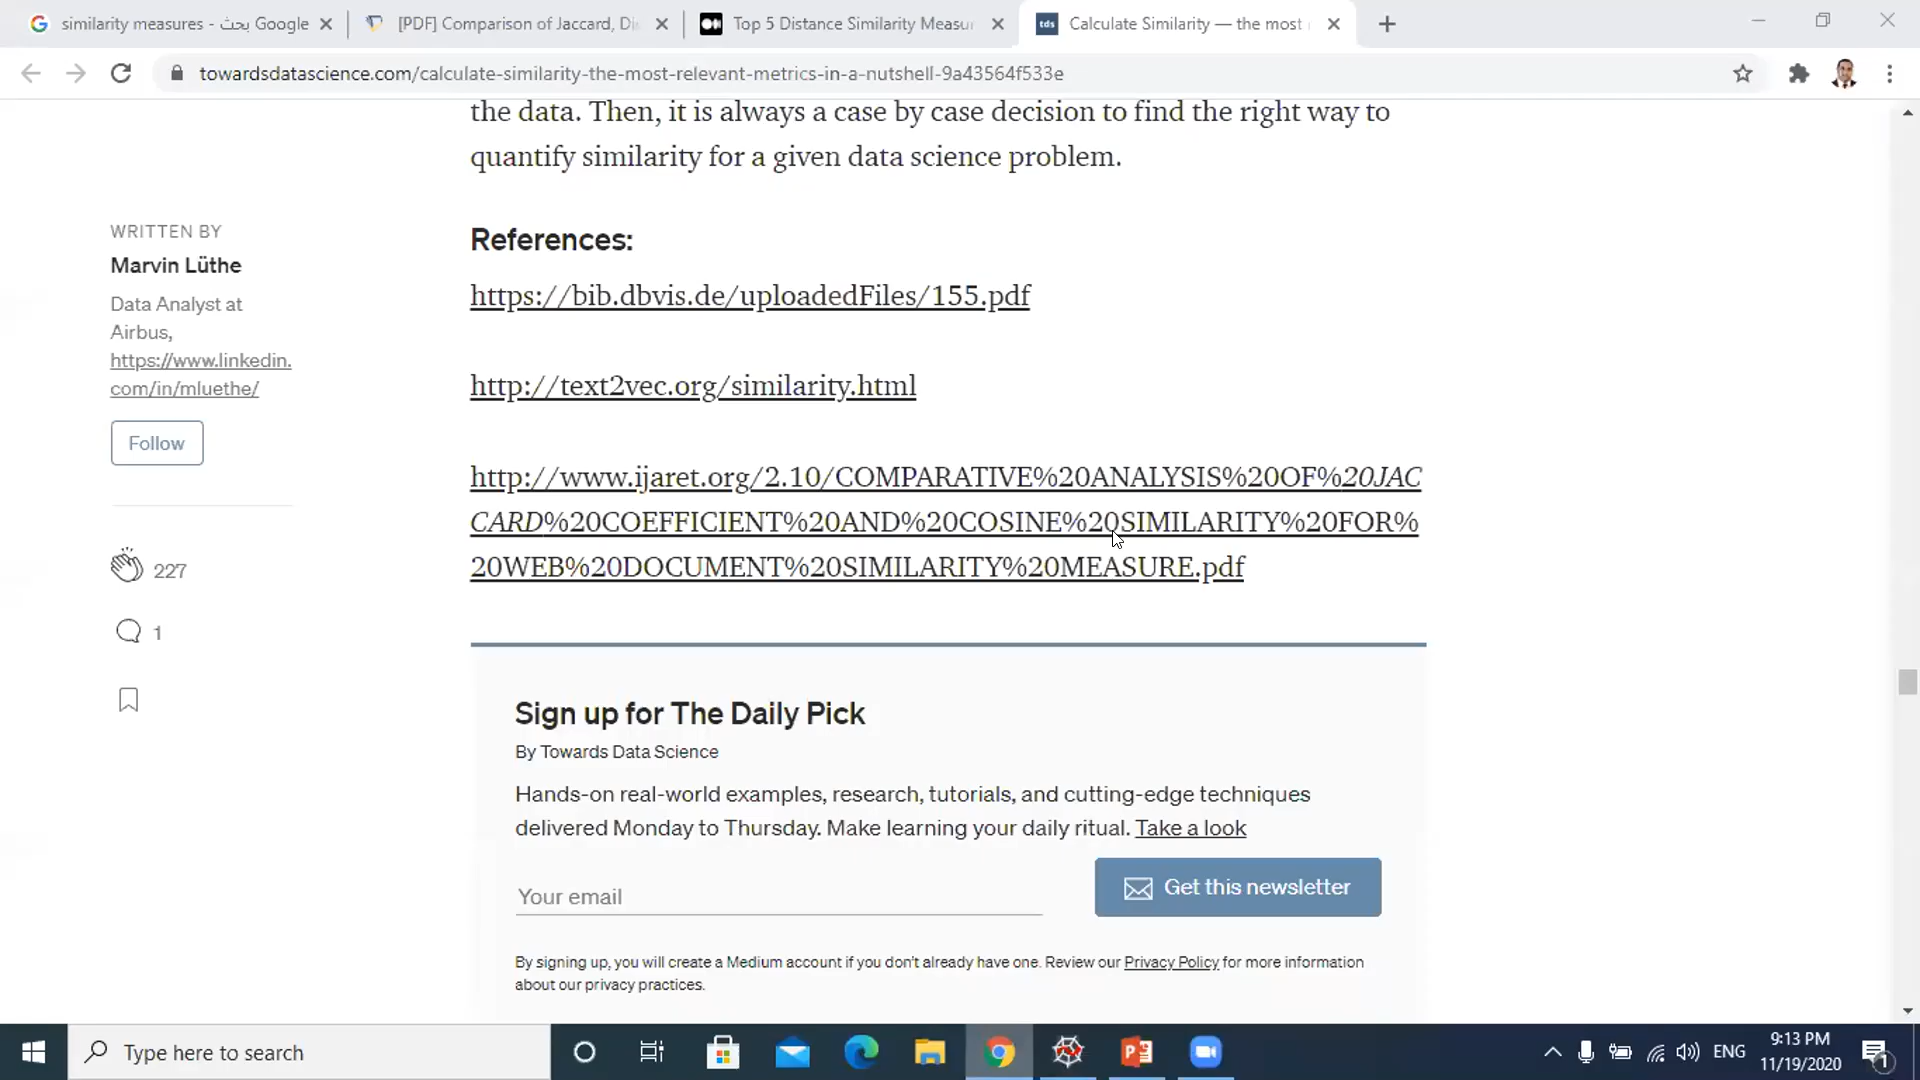 similarity measures - بحث Google
[PDF] Comparison of Jaccard, Di
Top 5 Distance Similarity Measu
tds
Calculate Similarity — the most
towardsdatascience.com/calculate-similarity-the-most-relevant-metrics-in-a-nutshell-9a43564f533e
the data. Then, it is always a case by case decision to find the right way to
quantify similarity for a given data science problem.
WRITTEN BY
Marvin Lüthe
Data Analyst at
Airbus,
https://www.linkedin.
com/in/mluethe/
Follow
227
1
References:
https://bib.dbvis.de/uploadedFiles/155.pdf
http://text2vec.org/similarity.html
http://www.ijaret.org/2.10/COMPARATIVE%20ANALYSIS%20OF%20JAC
CARD%20COEFFICIENT%20AND%20COSINE%20SIMILARITY%20FOR%
20WEB%20DOCUMENT%20SIMILARITY%20MEASURE.pdf
Sign up for The Daily Pick
By Towards Data Science
Hands-on real-world examples, research, tutorials, and cutting-edge techniques
delivered Monday to Thursday. Make learning your daily ritual. Take a look
Your email
Get this newsletter
By signing up, you will create a Medium account if you don't already have one. Review our Privacy Policy for more information
about our privacy practices.
Type here to search
ENG
9:13 PM
11/19/2020
1